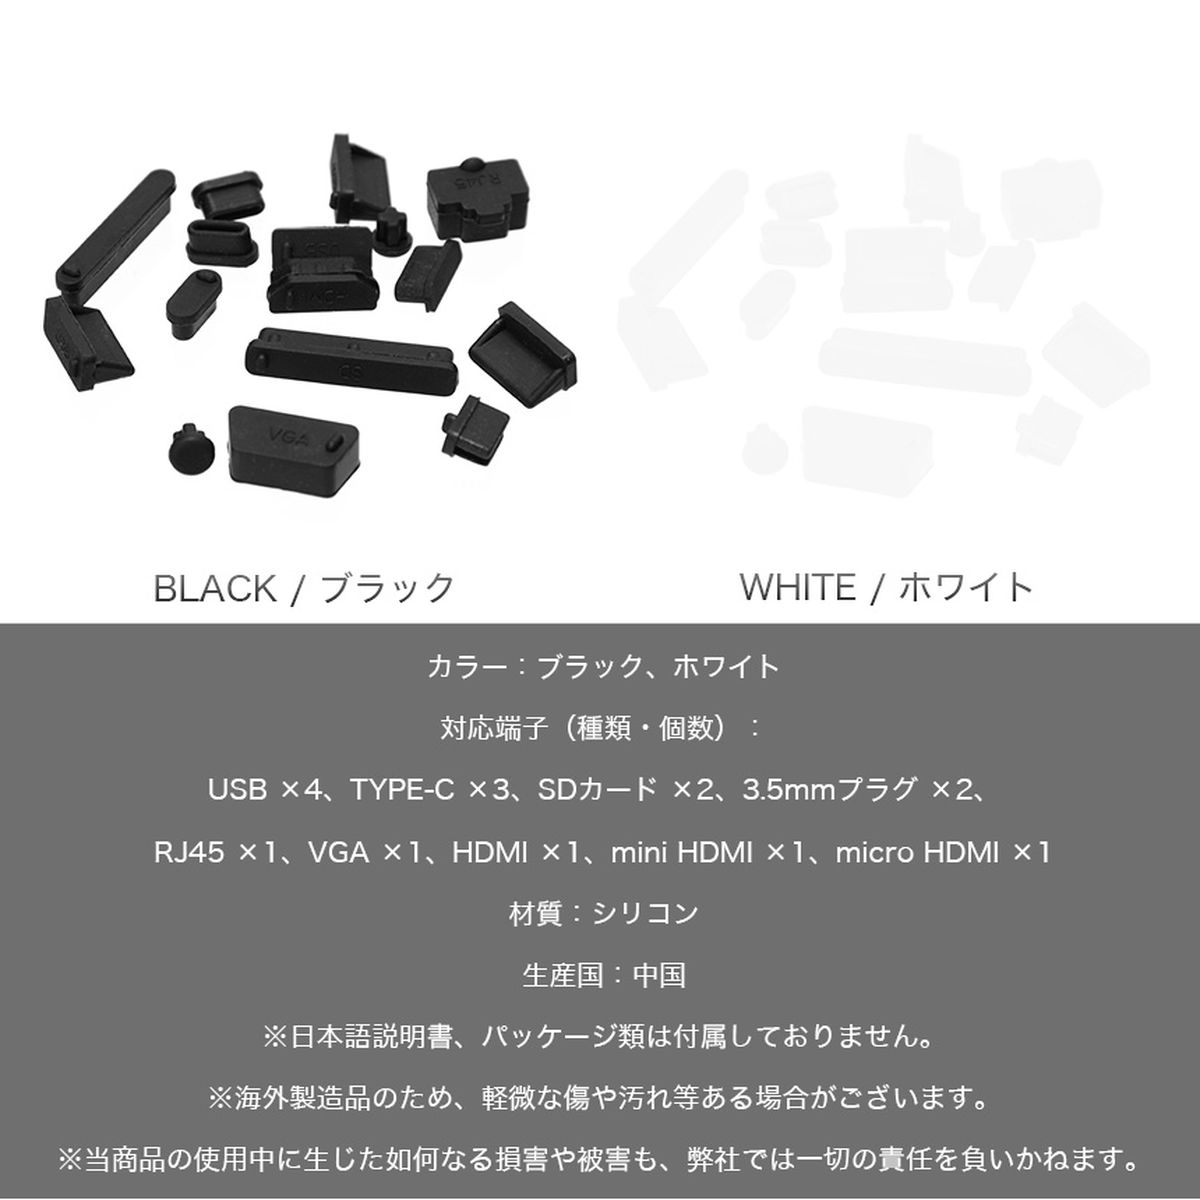 RJ45
USB
HDMI
SD
VGA
BLACK / ブラック
WHITE / ホワイト
カラー：ブラック、ホワイト
対応端子（種類・個数）：
USB ×4、TYPE-C ×3、SDカード ×2、3.5mmプラグ ×2、
RJ45 ×1、VGA ×1、HDMI ×1、mini HDMI ×1、micro HDMI ×1
材質：シリコン
生産国：中国
※日本語説明書、パッケージ類は付属しておりません。
※海外製造品のため、軽微な傷や汚れ等ある場合がございます。
※当商品の使用中に生じた如何なる損害や被害も、弊社では一切の責任を負いかねます。